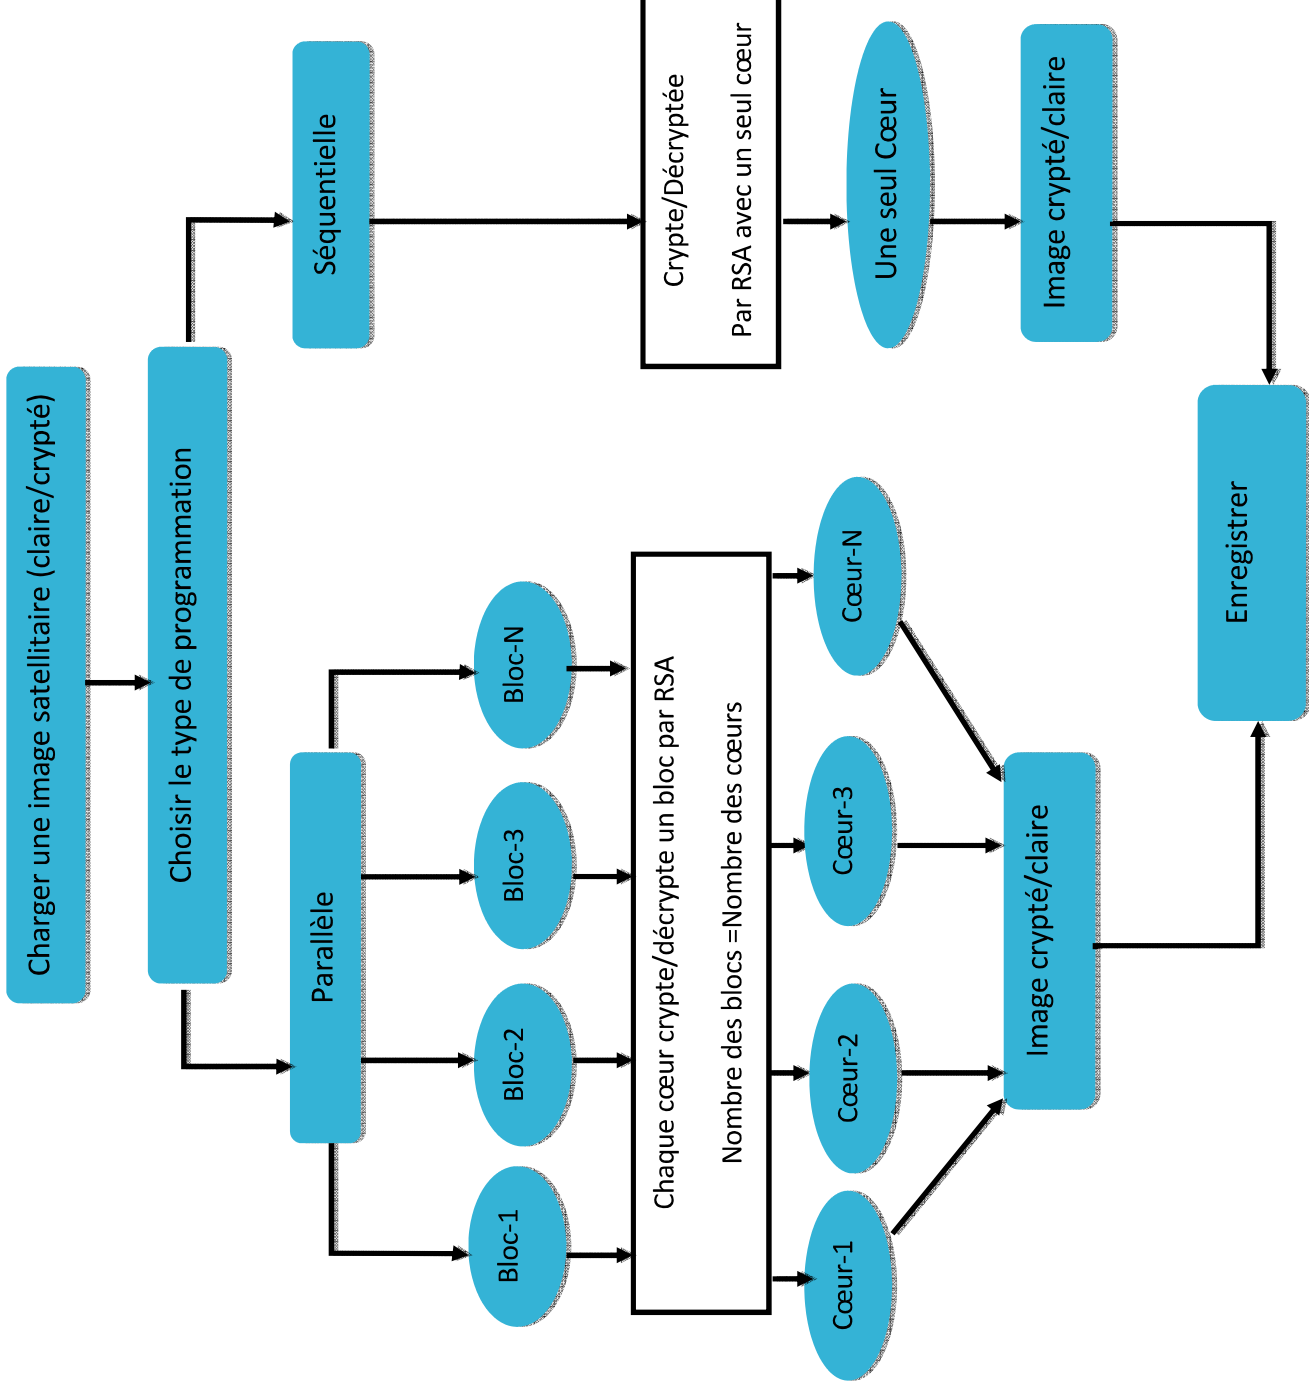 Charger une image satellitaire (claire/crypté)
Choisir le type de programmation
Parallèle
Séquentielle
Bloc-1
Bloc-2
Bloc-3
Bloc-N
Chaque cœur crypte/décrypte un bloc par RSA
Nombre des blocs =Nombre des cœurs
Crypte/Décryptée
Par RSA avec un seul cœur
Cœur-1
Cœur-2
Cœur-3
Cœur-N
Une seul Cœur
Image crypté/claire
Image crypté/claire
Enregistrer